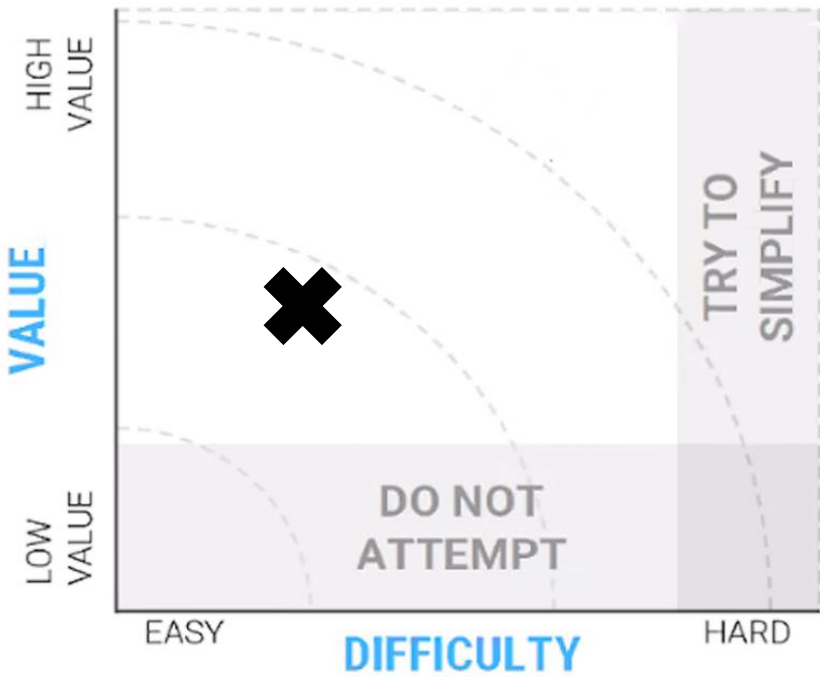 HIGH
VALUE
VALUE
LOW
VALUE
TRY TO
SIMPLIFY
DO NOT
ATTEMPT
EASY
DIFFICULTY
HARD